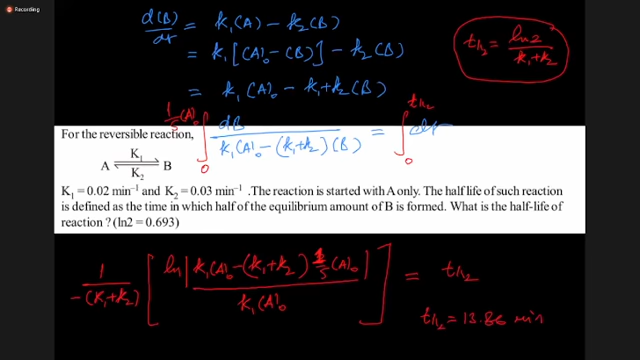 Recording
d(B)/dt = k₁(A) − k₂(B)
= k₁[(A)₀ − (B)] − k₂(B)
= k₁(A)₀ − k₁+k₂(B)
t½ = ln2/(k₁+k₂)
1/5(A)₀ ∫ 0 dB/(k₁(A)₀ − (k₁+k₂)(B)) = t½ ∫ 0 dt
For the reversible reaction,
A ⇌ B K₁ K₂
K₁ = 0.02 min⁻¹ and K₂ = 0.03 min⁻¹ .The reaction is started with A only. The half life of such reaction
is defined as the time in which half of the equilibrium amount of B is formed. What is the half-life of
reaction ? (ln2 = 0.693)
1/−(k₁+k₂) [ ln| (k₁(A)₀ − (k₁+k₂) 1/5(A)₀)/(k₁(A)₀) | ] = t½
t½ = 13.86 min